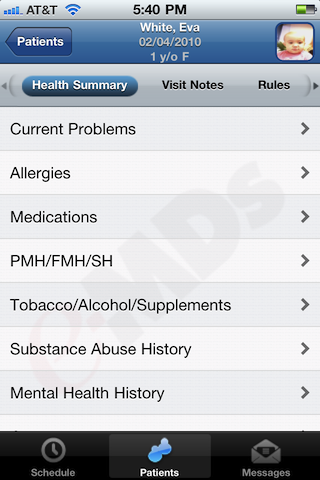 AT&T 5:40 PM
White, Eva
Patients 02/04/2010
1 y/o F
Health Summary Visit Notes Rules
Current Problems
Allergies
Medications
PMH/FMH/SH
Tobacco/Alcohol/Supplements
Substance Abuse History
Mental Health History
e-MDs
Schedule Patients Messages